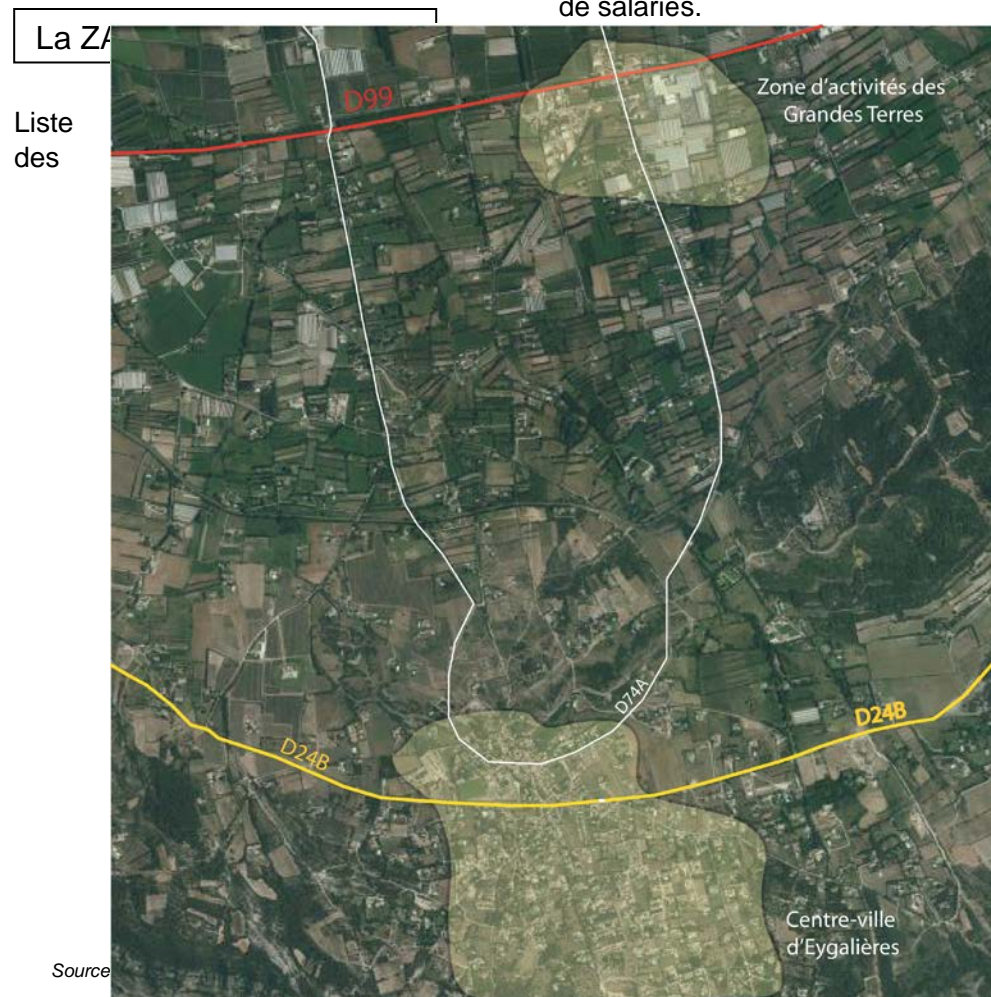 de salariés.
La ZA
Liste
des
D99
Zone d'activités des
Grandes Terres
D74A
D24B
D24B
Centre-ville
d'Eygalières
Source